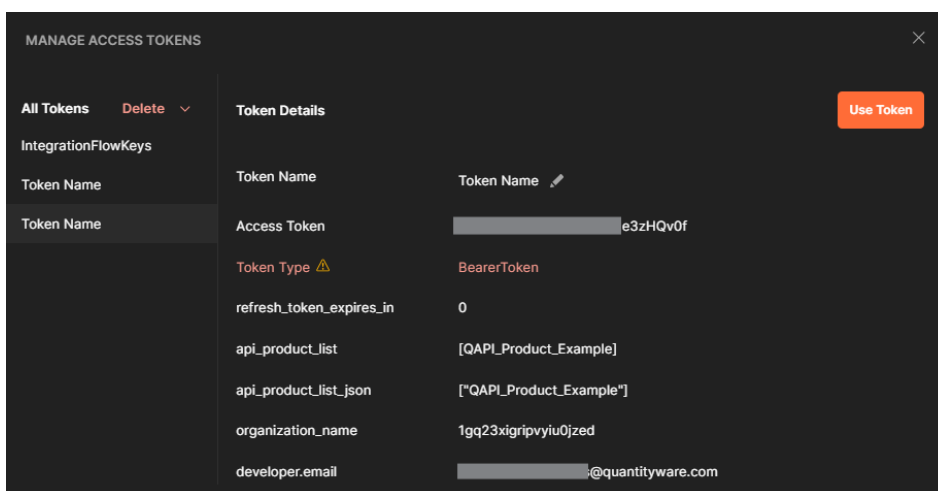 MANAGE ACCESS TOKENS
All Tokens Delete
IntegrationFlowKeys
Token Name
Token Name
Token Details
Use Token
Token Name Token Name
Access Token e3zHQv0f
Token Type BearerToken
refresh_token_expires_in 0
api_product_list [QAPI_Product_Example]
api_product_list_json ["QAPI_Product_Example"]
organization_name 1gq23xigripvyiu0jzed
developer.email @quantityware.com